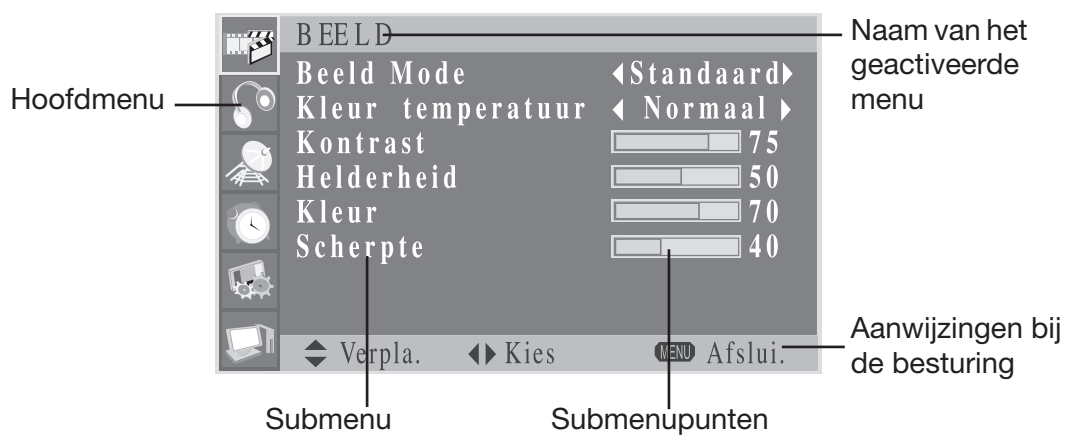 BEELD
Naam van het
geactiveerde
menu
Hoofdmenu
Beeld Mode Standaard
Kleur temperatuur Normaal
Kontrast 75
Helderheid 50
Kleur 70
Scherpte 40
Verpla. Kies MENU Afslui.
Aanwijzingen bij
de besturing
Submenu Submenupunten